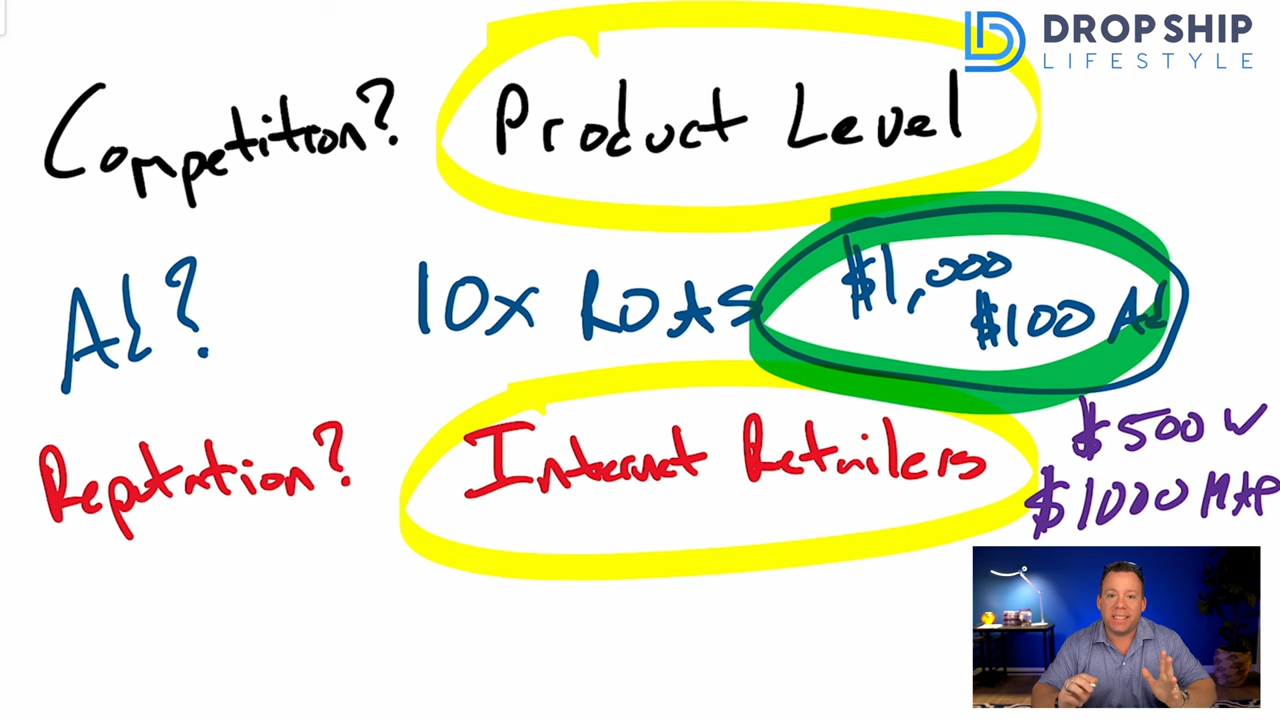 DROP SHIP
LIFESTYLE
Competition? Product Level
Ad? 10x ROAS $1,000
$100 Ad
Reputation? Internet Retailers
$500 W
$1000 MAP